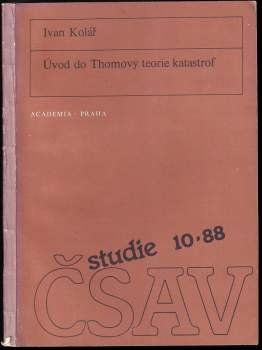 Ivan Kolář
Úvod do Thomovy teorie katastrof
ACADEMIA · PRAHA
studie 10·88
ČSAV